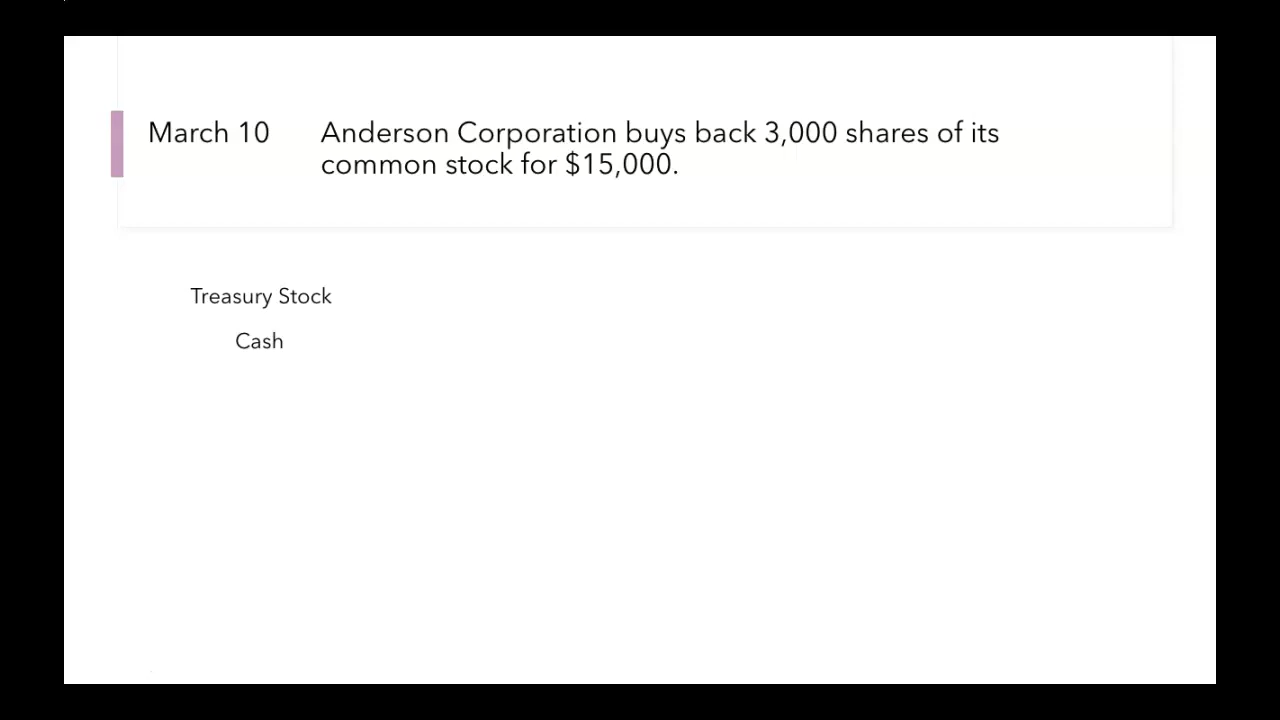 March 10 Anderson Corporation buys back 3,000 shares of its
common stock for $15,000.
Treasury Stock
Cash